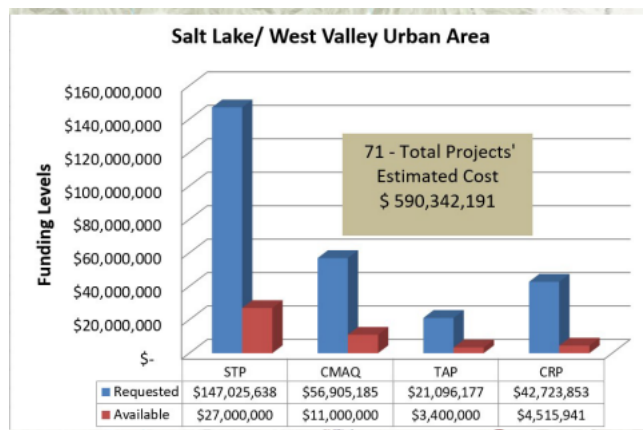 Salt Lake/ West Valley Urban Area
Funding Levels
$160,000,000
$140,000,000
$120,000,000
$100,000,000
$80,000,000
$60,000,000
$40,000,000
$20,000,000
$-
71 - Total Projects'
Estimated Cost
$ 590,342,191
STP CMAQ TAP CRP
Requested $147,025,638 $56,905,185 $21,096,177 $42,723,853
Available $27,000,000 $11,000,000 $3,400,000 $4,515,941